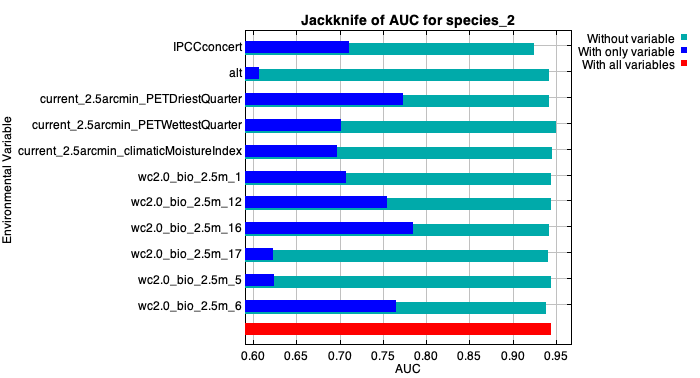 Jackknife of AUC for species_2
Without variable
With only variable
With all variables
Environmental Variable
IPCCconcert
alt
current_2.5arcmin_PETDriestQuarter
current_2.5arcmin_PETWettestQuarter
current_2.5arcmin_climaticMoistureIndex
wc2.0_bio_2.5m_1
wc2.0_bio_2.5m_12
wc2.0_bio_2.5m_16
wc2.0_bio_2.5m_17
wc2.0_bio_2.5m_5
wc2.0_bio_2.5m_6
0.60 0.65 0.70 0.75 0.80 0.85 0.90 0.95
AUC